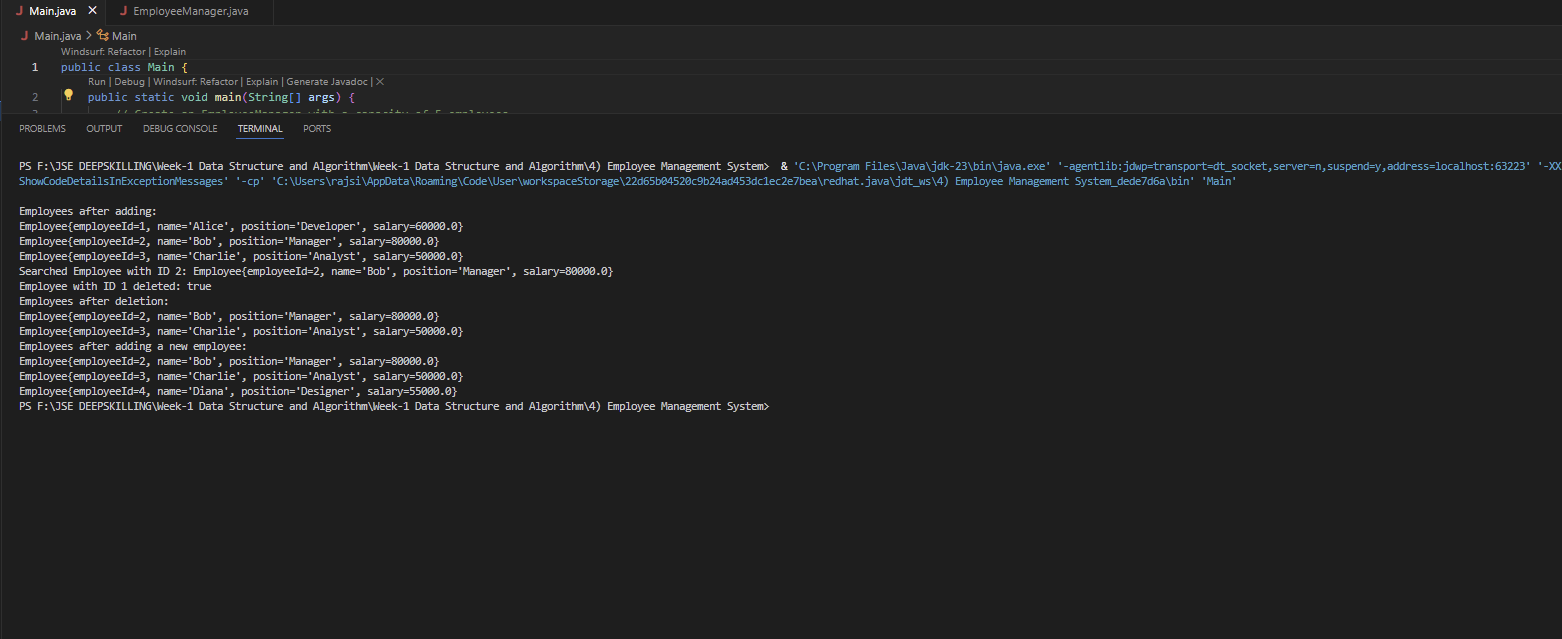 Main.java
EmployeeManager.java
Main.java > Main
Windsurf: Refactor | Explain
1 public class Main {
Run | Debug | Windsurf: Refactor | Explain | Generate Javadoc | X
2 public static void main(String[] args) {
// Create an EmployeeManager with a capacity of 5 employees
PROBLEMS OUTPUT DEBUG CONSOLE TERMINAL PORTS
PS F:\JSE DEEPSKILLING\Week-1 Data Structure and Algorithm\Week-1 Data Structure and Algorithm\4) Employee Management System> & 'C:\Program Files\Java\jdk-23\bin\java.exe' '-agentlib:jdwp=transport=dt_socket,server=n,suspend=y,address=localhost:63223' '-XX
ShowCodeDetailsInExceptionMessages' '-cp' 'C:\Users\rajsi\AppData\Roaming\Code\User\workspaceStorage\22d65b04520c9b24ad453dc1ec2e7bea\redhat.java\jdt_ws\4) Employee Management System_dede7d6a\bin' 'Main'
Employees after adding:
Employee{employeeId=1, name='Alice', position='Developer', salary=60000.0}
Employee{employeeId=2, name='Bob', position='Manager', salary=80000.0}
Employee{employeeId=3, name='Charlie', position='Analyst', salary=50000.0}
Searched Employee with ID 2: Employee{employeeId=2, name='Bob', position='Manager', salary=80000.0}
Employee with ID 1 deleted: true
Employees after deletion:
Employee{employeeId=2, name='Bob', position='Manager', salary=80000.0}
Employee{employeeId=3, name='Charlie', position='Analyst', salary=50000.0}
Employees after adding a new employee:
Employee{employeeId=2, name='Bob', position='Manager', salary=80000.0}
Employee{employeeId=3, name='Charlie', position='Analyst', salary=50000.0}
Employee{employeeId=4, name='Diana', position='Designer', salary=55000.0}
PS F:\JSE DEEPSKILLING\Week-1 Data Structure and Algorithm\Week-1 Data Structure and Algorithm\4) Employee Management System>